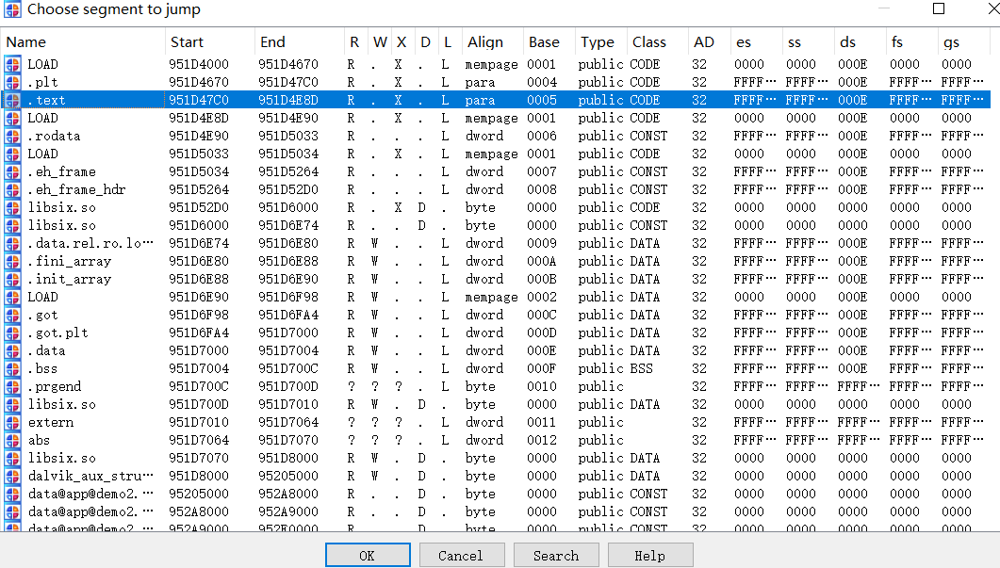 Choose segment to jump
Name Start End R W X D L Align Base Type Class AD es ss ds fs gs
LOAD 951D4000 951D4670 R . X . L mempage 0001 public CODE 32 0000 0000 000E 0000 0000
.plt 951D4670 951D47C0 R . X . L para 0004 public CODE 32 FFFF… FFFF… 000E FFFF… FFFF…
.text 951D47C0 951D4E8D R . X . L para 0005 public CODE 32 FFFF… FFFF… 000E FFFF… FFFF…
LOAD 951D4E8D 951D4E90 R . X . L mempage 0001 public CODE 32 0000 0000 000E 0000 0000
.rodata 951D4E90 951D5033 R . . . L dword 0006 public CONST 32 FFFF… FFFF… 000E FFFF… FFFF…
LOAD 951D5033 951D5034 R . X . L mempage 0001 public CODE 32 0000 0000 000E 0000 0000
.eh_frame 951D5034 951D5264 R . . . L dword 0007 public CONST 32 FFFF… FFFF… 000E FFFF… FFFF…
.eh_frame_hdr 951D5264 951D52D0 R . . . L dword 0008 public CONST 32 FFFF… FFFF… 000E FFFF… FFFF…
libsix.so 951D52D0 951D6000 R . X D . byte 0000 public CODE 32 0000 0000 0000 0000 0000
libsix.so 951D6000 951D6E74 R . . D . byte 0000 public CONST 32 0000 0000 0000 0000 0000
.data.rel.ro.lo… 951D6E74 951D6E80 R W . . L dword 0009 public DATA 32 FFFF… FFFF… 000E FFFF… FFFF…
.fini_array 951D6E80 951D6E88 R W . . L dword 000A public DATA 32 FFFF… FFFF… 000E FFFF… FFFF…
.init_array 951D6E88 951D6E90 R W . . L dword 000B public DATA 32 FFFF… FFFF… 000E FFFF… FFFF…
LOAD 951D6E90 951D6F98 R W . . L mempage 0002 public DATA 32 0000 0000 000E 0000 0000
.got 951D6F98 951D6FA4 R W . . L dword 000C public DATA 32 FFFF… FFFF… 000E FFFF… FFFF…
.got.plt 951D6FA4 951D7000 R W . . L dword 000D public DATA 32 FFFF… FFFF… 000E FFFF… FFFF…
.data 951D7000 951D7004 R W . . L dword 000E public DATA 32 FFFF… FFFF… 000E FFFF… FFFF…
.bss 951D7004 951D700C R W . . L dword 000F public BSS 32 FFFF… FFFF… 000E FFFF… FFFF…
.prgend 951D700C 951D700D ? ? ? . L byte 0010 public 32 FFFF… FFFF… FFFF… FFFF… FFFF…
libsix.so 951D700D 951D7010 R W . D . byte 0000 public DATA 32 0000 0000 0000 0000 0000
extern 951D7010 951D7064 ? ? ? . L dword 0011 public 32 FFFF… FFFF… FFFF… FFFF… FFFF…
abs 951D7064 951D7070 ? ? ? . L dword 0012 public 32 FFFF… FFFF… FFFF… FFFF… FFFF…
libsix.so 951D7070 951D8000 R W . D . byte 0000 public DATA 32 0000 0000 0000 0000 0000
dalvik_aux_stru… 951D8000 95205000 R W . D . byte 0000 public DATA 32 0000 0000 0000 0000 0000
data@app@demo2.… 95205000 952A8000 R . . D . byte 0000 public CONST 32 0000 0000 0000 0000 0000
data@app@demo2.… 952A8000 952A9000 R . . D . byte 0000 public CONST 32 0000 0000 0000 0000 0000
data@app@demo2.… 952A9000 952E0000 R . . D . byte 0000 public CONST 32 0000 0000 0000 0000 0000
OK Cancel Search Help